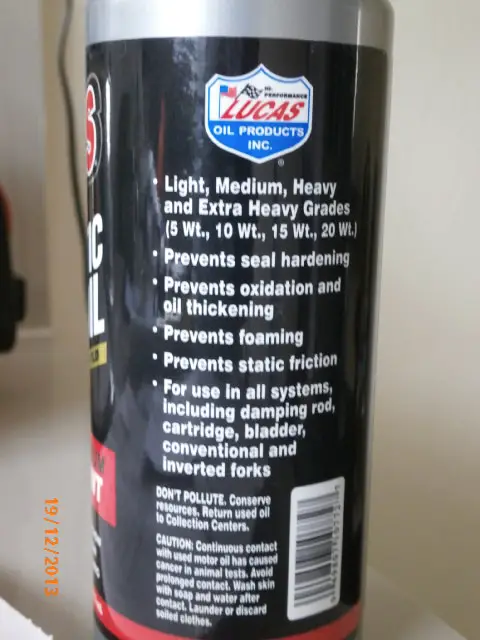 HI-PERFORMANCE
LUCAS
OIL PRODUCTS
INC.
®
• Light, Medium, Heavy
and Extra Heavy Grades
(5 Wt., 10 Wt., 15 Wt., 20 Wt.)
• Prevents seal hardening
• Prevents oxidation and
oil thickening
• Prevents foaming
• Prevents static friction
• For use in all systems,
including damping rod,
cartridge, bladder,
conventional and
inverted forks
DON'T POLLUTE. Conserve
resources. Return used oil
to Collection Centers.
CAUTION: Continuous contact
with used motor oil has caused
cancer in animal tests. Avoid
prolonged contact. Wash skin
with soap and water after
contact. Launder or discard
soiled clothes.
19/12/2013